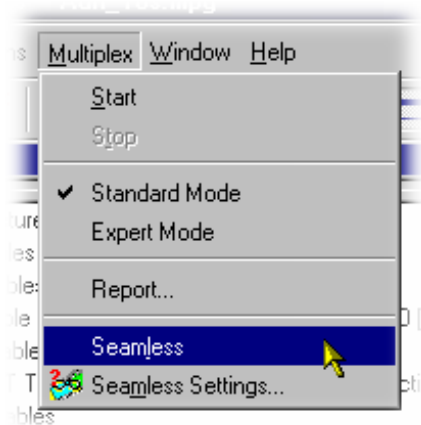 Multiplex Window Help
Start
Stop
Standard Mode
Expert Mode
Report...
Seamless
Seamless Settings...